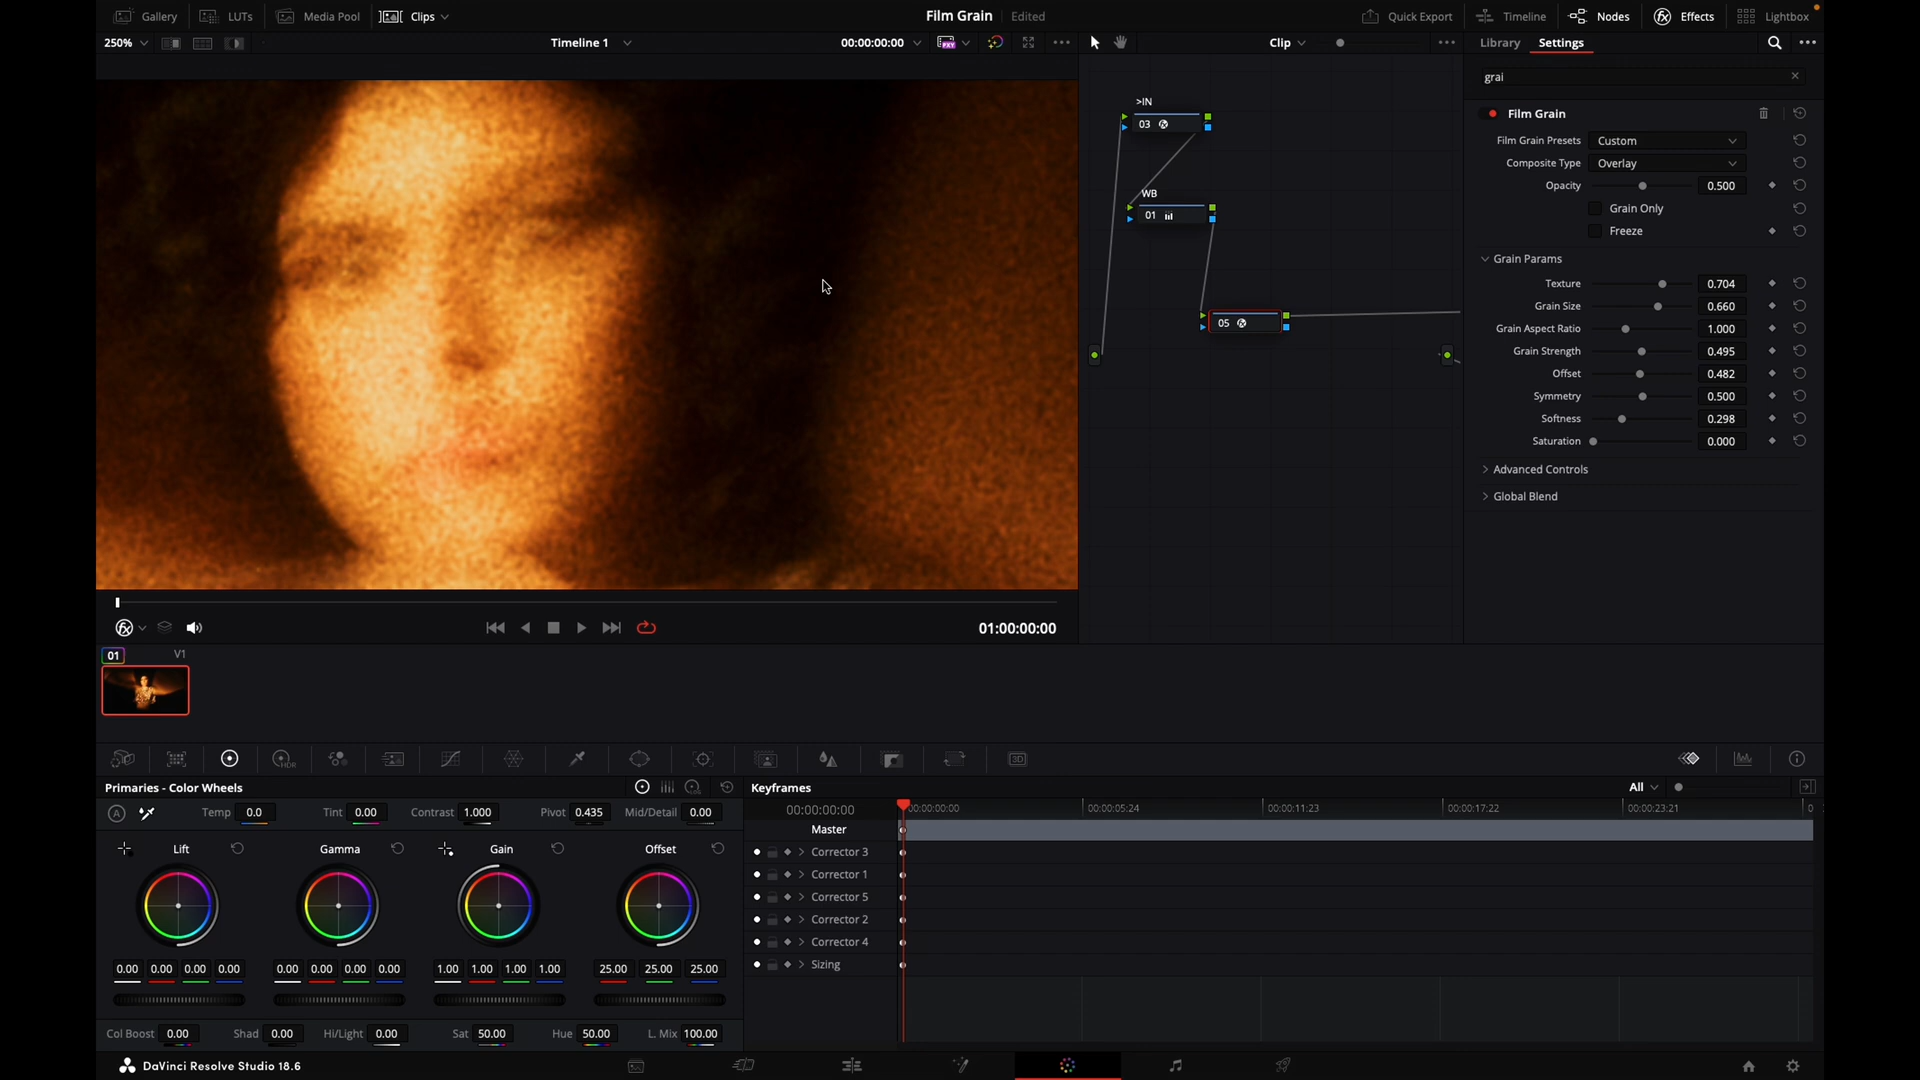 Gallery LUTs Media Pool Clips Film Grain Edited Quick Export Timeline Nodes Effects Lightbox
250% Timeline 1 00:00:00:00 PXY Clip Library Settings
grai
>IN
03
WB
01
05
Film Grain
Film Grain Presets Custom
Composite Type Overlay
Opacity 0.500
Grain Only
Freeze
Grain Params
Texture 0.704
Grain Size 0.660
Grain Aspect Ratio 1.000
Grain Strength 0.495
Offset 0.482
Symmetry 0.500
Softness 0.298
Saturation 0.000
Advanced Controls
Global Blend
01:00:00:00
01 V1
HDR
3D
Primaries - Color Wheels
A Temp 0.0 Tint 0.00 Contrast 1.000 Pivot 0.435 Mid/Detail 0.00
Lift Gamma Gain Offset
0.00 0.00 0.00 0.00 0.00 0.00 0.00 0.00 1.00 1.00 1.00 1.00 25.00 25.00 25.00
Col Boost 0.00 Shad 0.00 Hi/Light 0.00 Sat 50.00 Hue 50.00 L. Mix 100.00
Keyframes All
00:00:00:00 00:00:00:00 00:00:05:24 00:00:11:23 00:00:17:22 00:00:23:21 0
Master
Corrector 3
Corrector 1
Corrector 5
Corrector 2
Corrector 4
Sizing
DaVinci Resolve Studio 18.6